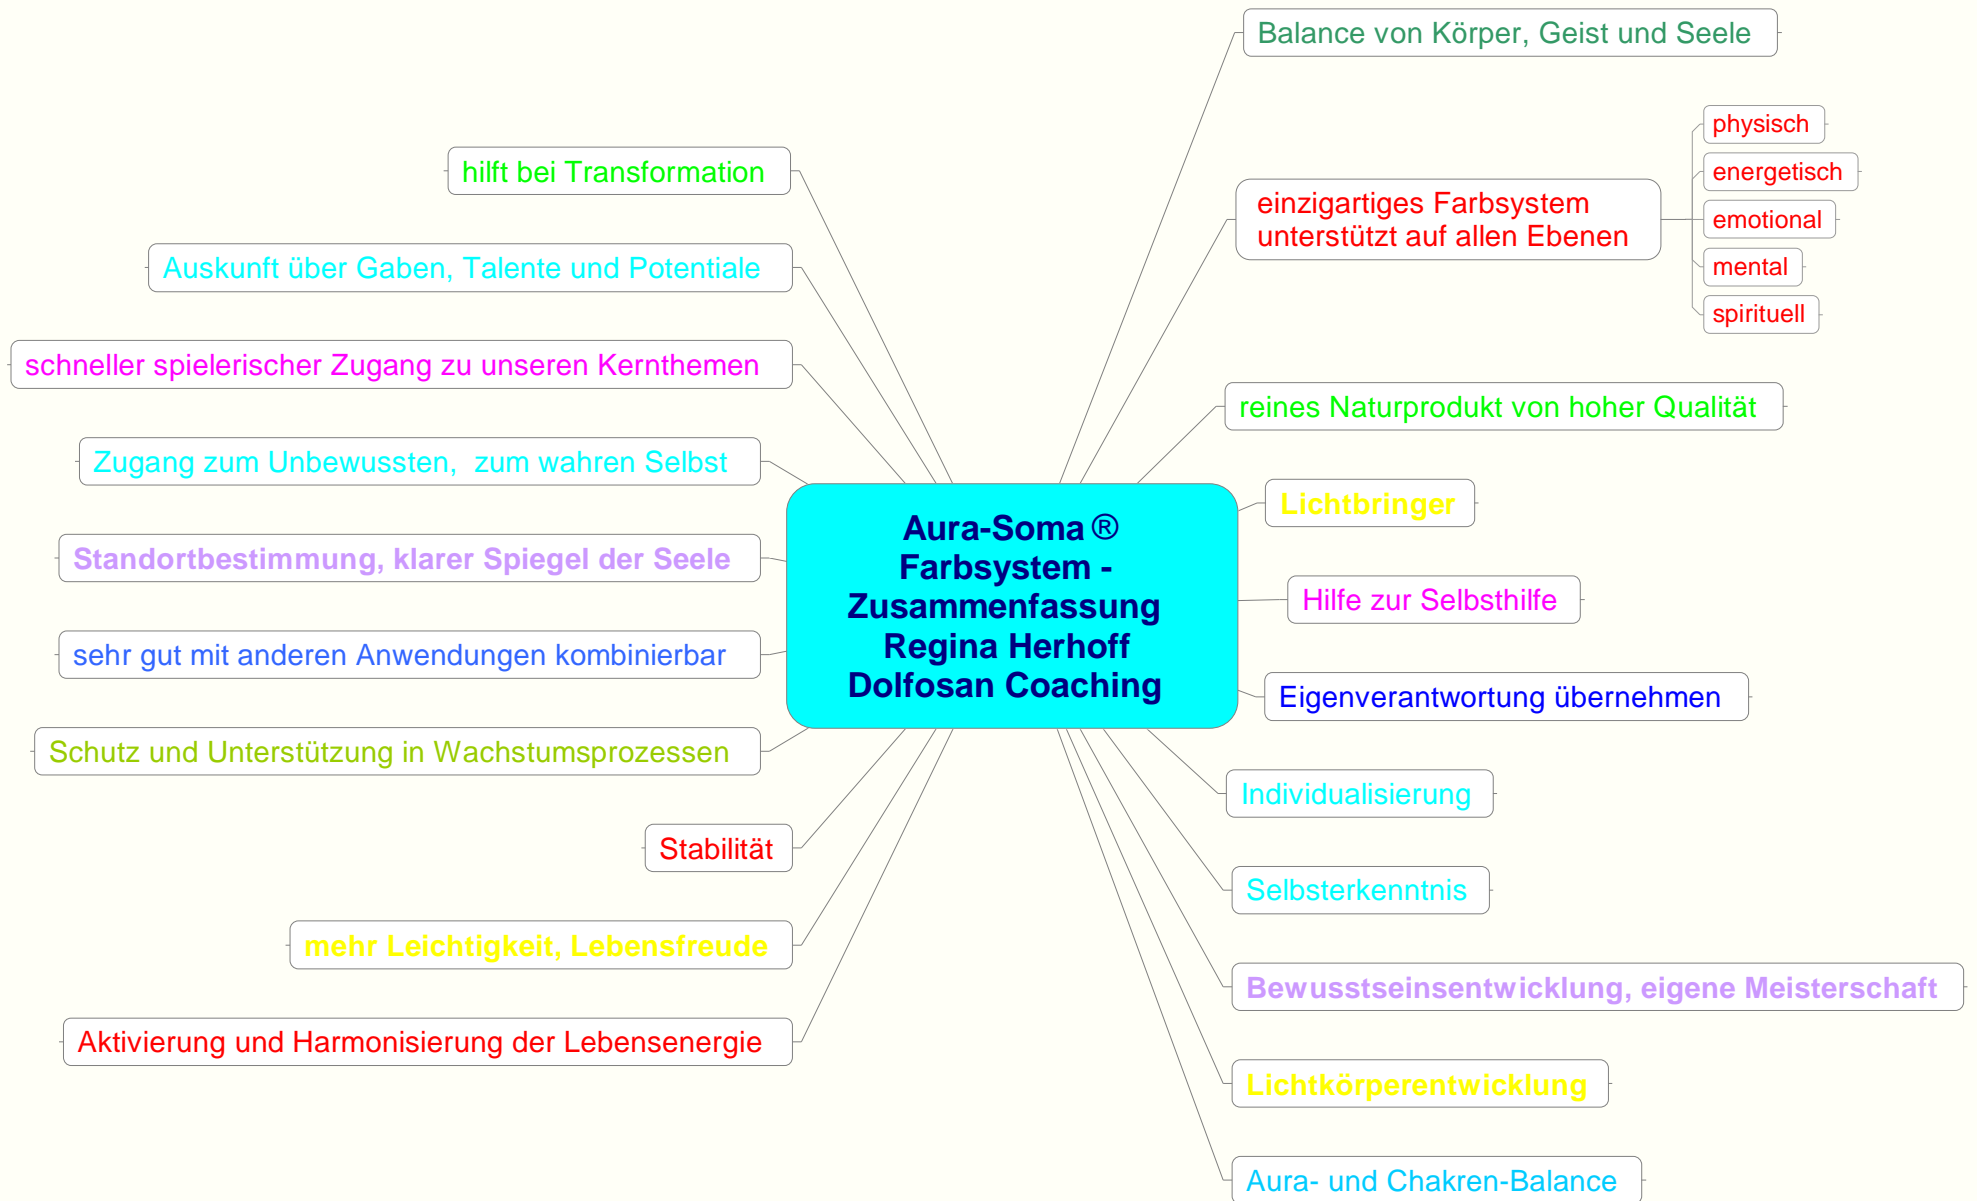 Aura-Soma ®
Farbsystem -
Zusammenfassung
Regina Herhoff
Dolfosan Coaching
Balance von Körper, Geist und Seele
einzigartiges Farbsystem
unterstützt auf allen Ebenen
physisch
energetisch
emotional
mental
spirituell
reines Naturprodukt von hoher Qualität
Lichtbringer
Hilfe zur Selbsthilfe
Eigenverantwortung übernehmen
Individualisierung
Selbsterkenntnis
Bewusstseinsentwicklung, eigene Meisterschaft
Lichtkörperentwicklung
Aura- und Chakren-Balance
hilft bei Transformation
Auskunft über Gaben, Talente und Potentiale
schneller spielerischer Zugang zu unseren Kernthemen
Zugang zum Unbewussten,  zum wahren Selbst
Standortbestimmung, klarer Spiegel der Seele
sehr gut mit anderen Anwendungen kombinierbar
Schutz und Unterstützung in Wachstumsprozessen
Stabilität
mehr Leichtigkeit, Lebensfreude
Aktivierung und Harmonisierung der Lebensenergie